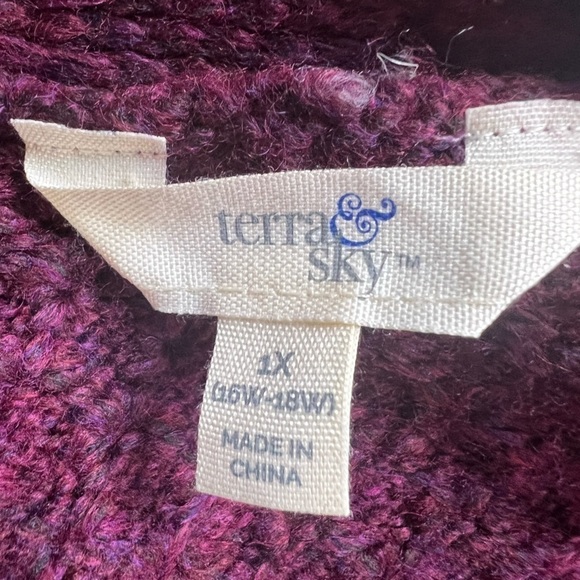 terra &
sky™
1X
(16W-18W)
MADE IN
CHINA